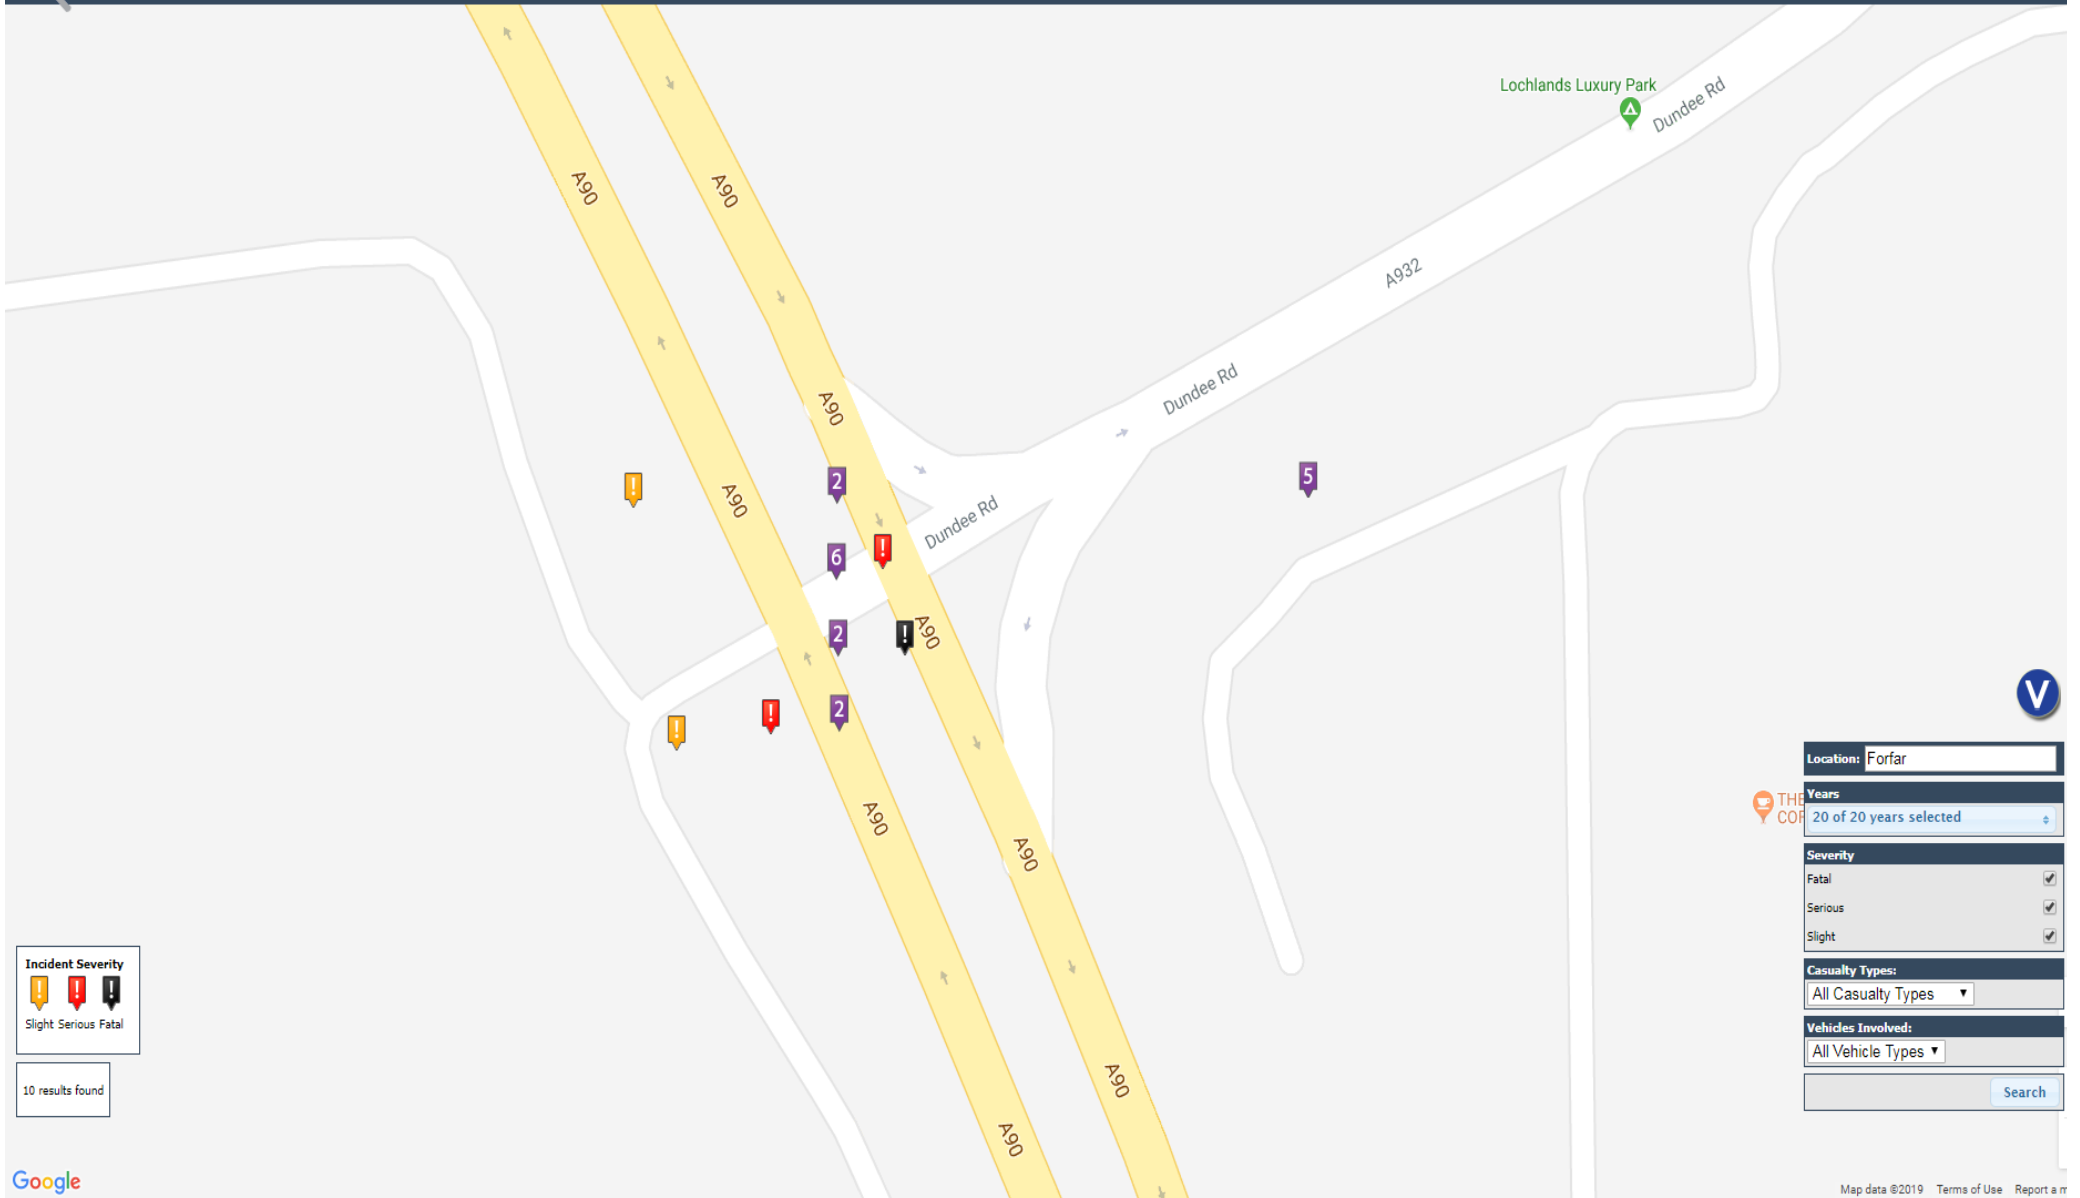 Lochlands Luxury Park
Dundee Rd
A90
A90
A932
Dundee Rd
A90
A90
2
5
Dundee Rd
6
!
!
2
!
A90
2
!
!
V
Location: Forfar
Years
20 of 20 years selected
THE
COF
A90
A90
Severity
Fatal
Serious
Slight
Incident Severity
! ! !
Slight Serious Fatal
Casualty Types:
All Casualty Types
Vehicles Involved:
All Vehicle Types
10 results found
Search
A90
A90
Google
Map data ©2019 Terms of Use Report a m